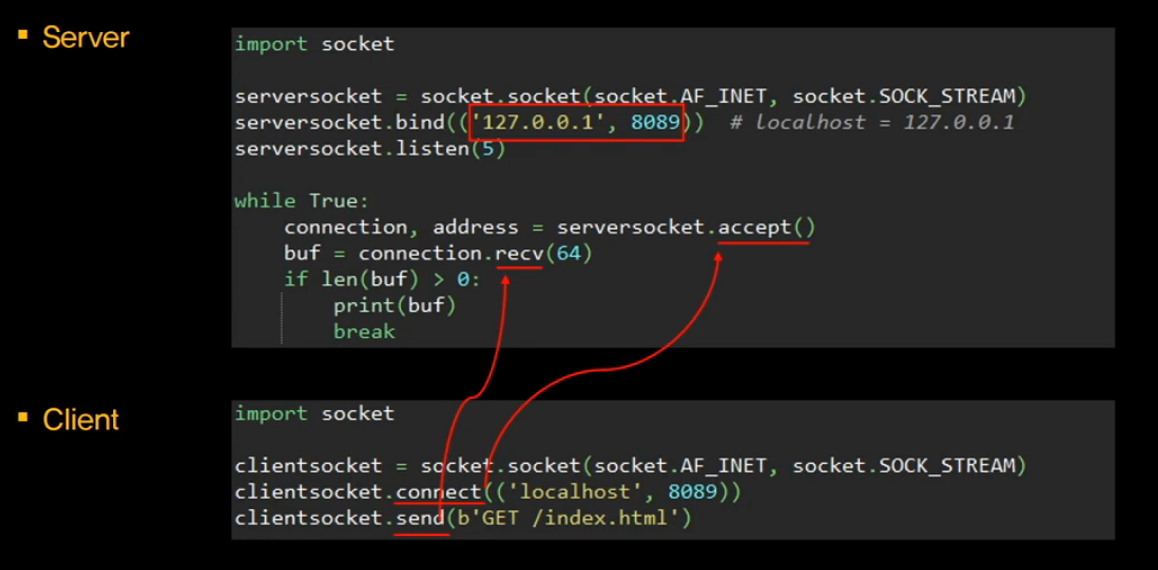 Server
import socket
serversocket = socket.socket(socket.AF_INET, socket.SOCK_STREAM)
serversocket.bind(('127.0.0.1', 8089))  # localhost = 127.0.0.1
serversocket.listen(5)
while True:
    connection, address = serversocket.accept()
    buf = connection.recv(64)
    if len(buf) > 0:
        print(buf)
        break
Client
import socket
clientsocket = socket.socket(socket.AF_INET, socket.SOCK_STREAM)
clientsocket.connect(('localhost', 8089))
clientsocket.send(b'GET /index.html')